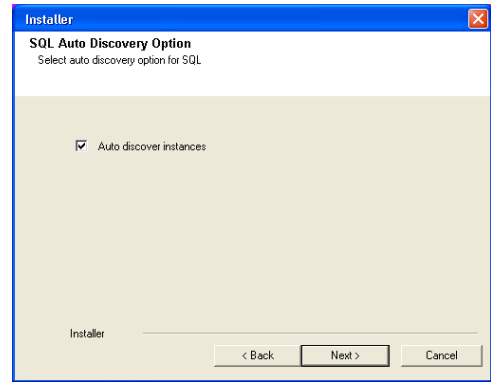 Installer
SQL Auto Discovery Option
Select auto discovery option for SQL
Auto discover instances
Installer
< Back
Next >
Cancel